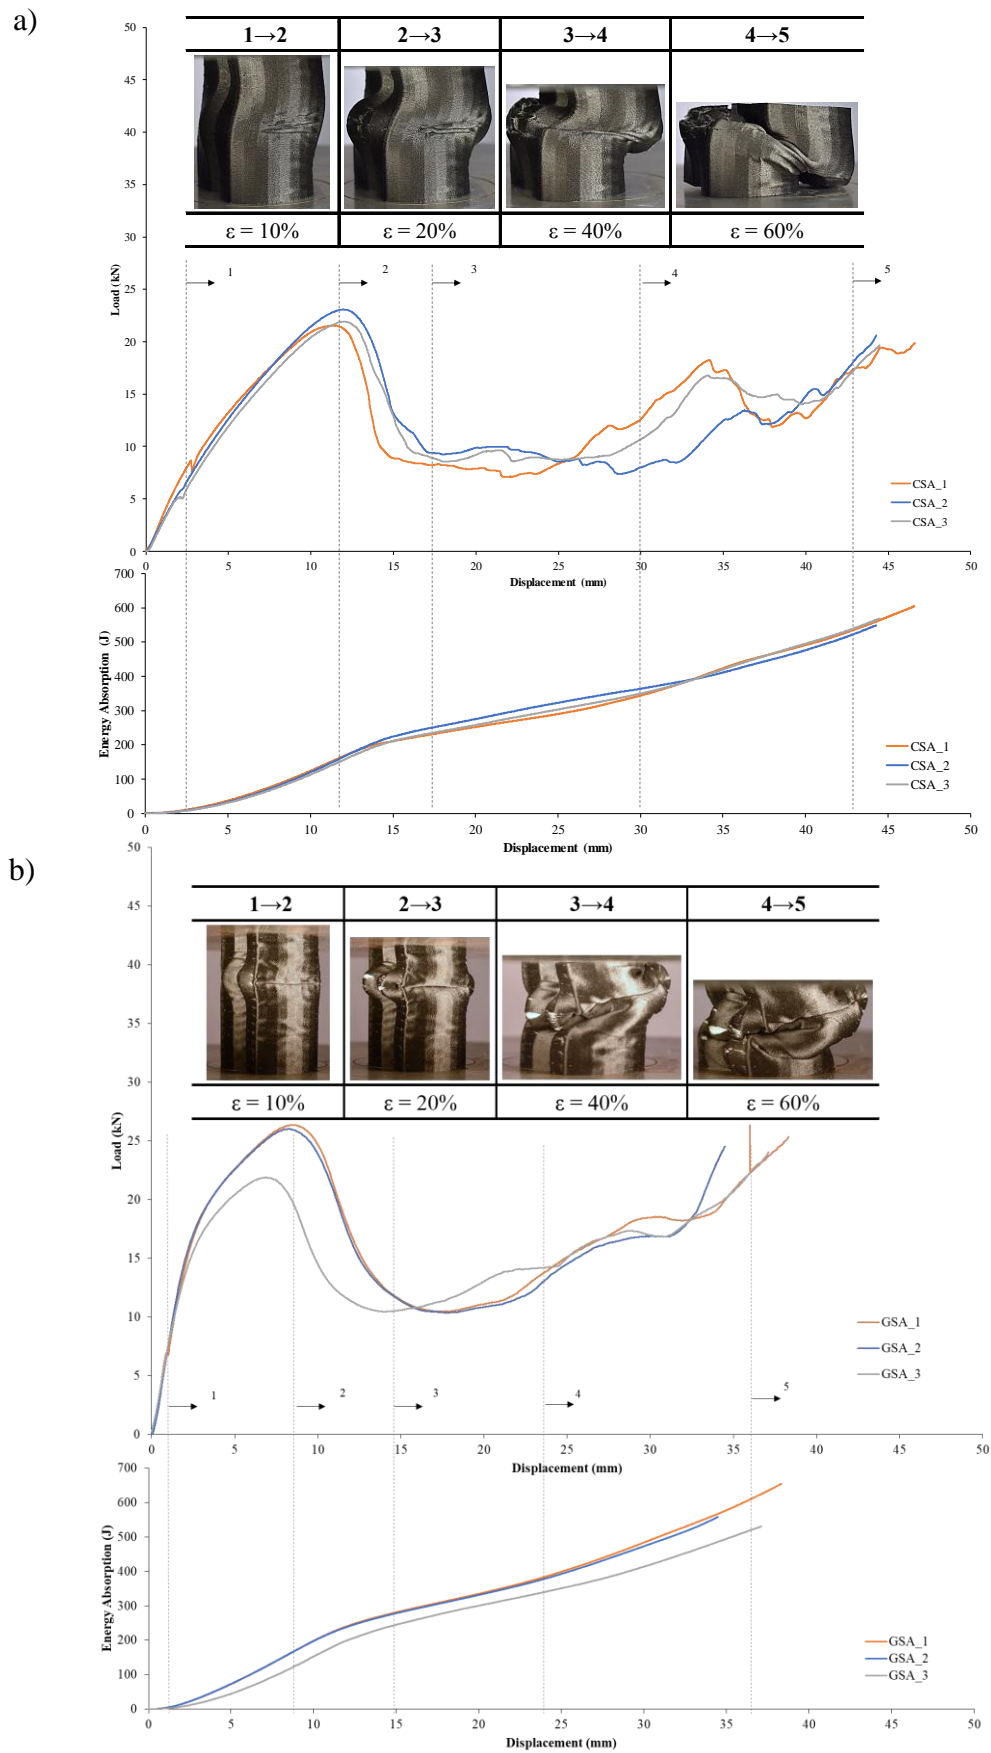 a)
1→2 2→3 3→4 4→5
ε = 10% ε = 20% ε = 40% ε = 60%
50
45
40
35
30
25
20
15
10
5
0
Load (kN)
1 2 3 4 5
CSA_1
CSA_2
CSA_3
0 5 10 15 20 25 30 35 40 45 50
Displacement (mm)
700
600
500
400
300
200
100
0
Energy Absorption (J)
CSA_1
CSA_2
CSA_3
0 5 10 15 20 25 30 35 40 45 50
Displacement (mm)
b)
1→2 2→3 3→4 4→5
ε = 10% ε = 20% ε = 40% ε = 60%
50
45
40
35
30
25
20
15
10
5
0
Load (kN)
GSA_1
GSA_2
GSA_3
1 2 3 4 5
0 5 10 15 20 25 30 35 40 45 50
Displacement (mm)
700
600
500
400
300
200
100
0
Energy Absorption (J)
GSA_1
GSA_2
GSA_3
0 5 10 15 20 25 30 35 40 45 50
Displacement (mm)